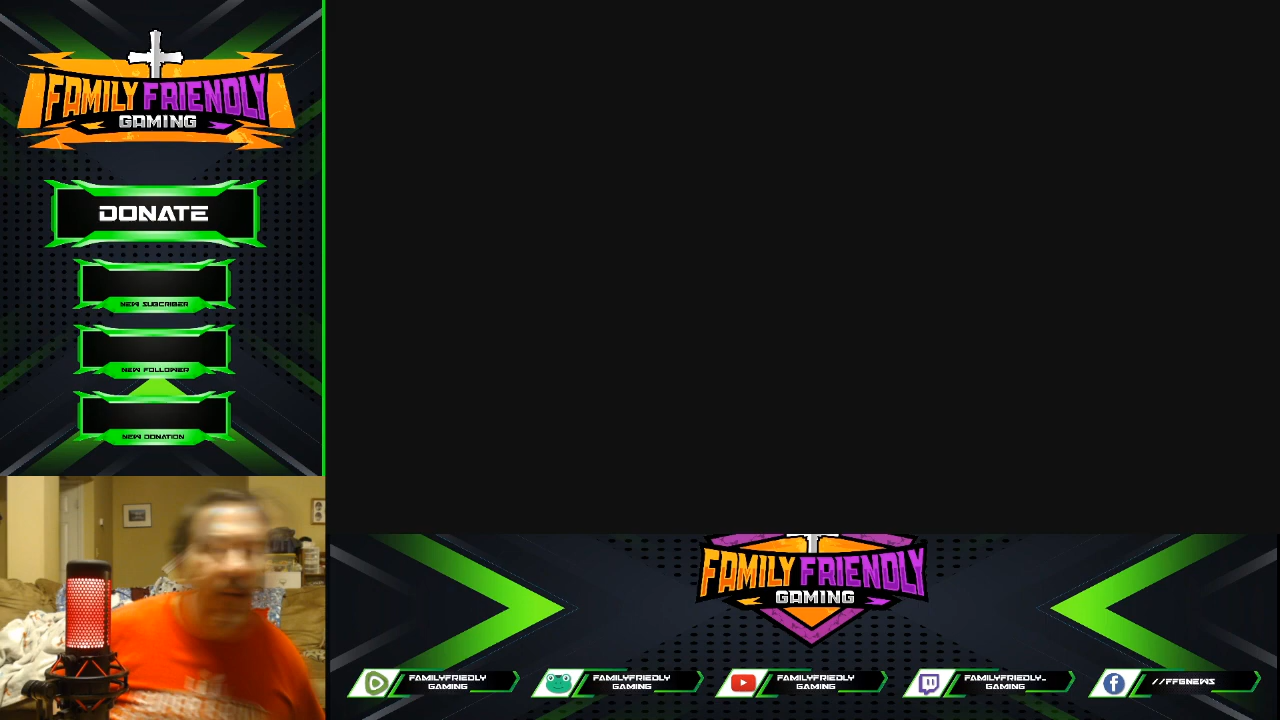 FAMILY FRIENDLY
GAMING
DONATE
NEW SUBCRIBER
NEW FOLLOWER
NEW DONATION
FAMILY FRIENDLY
GAMING
FAMILYFRIEDLY
GAMING
FAMILYFRIEDLY
GAMING
FAMILYFRIEDLY
GAMING
FAMILYFRIEDLY_
GAMING
//FFGNEWS